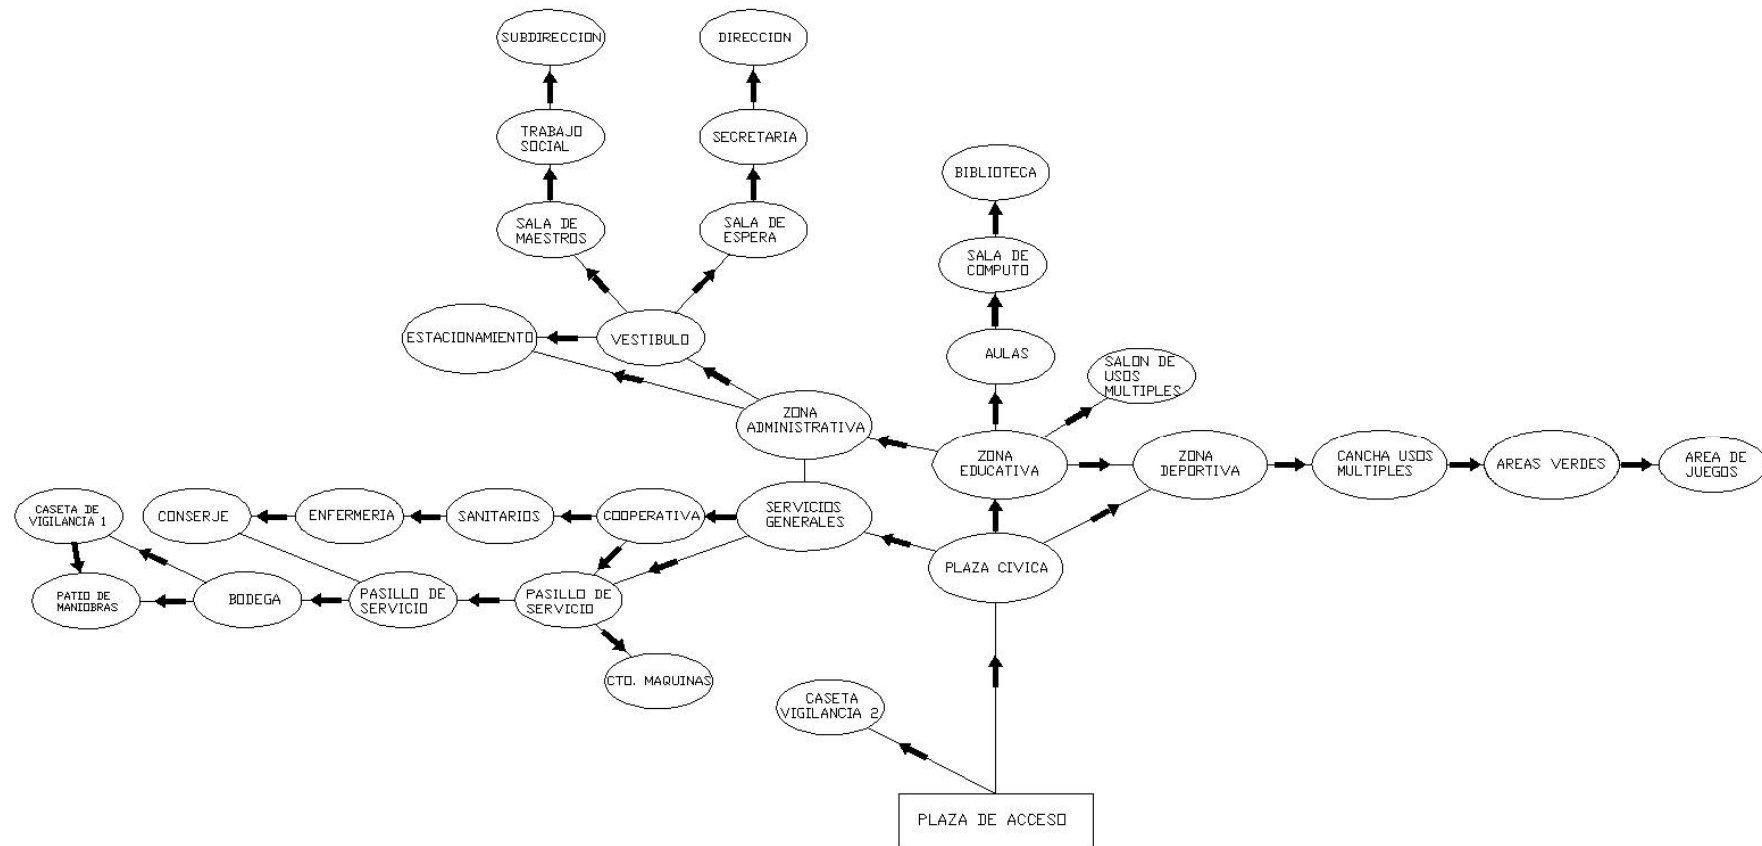 SUBDIRECCION
DIRECCION
TRABAJO
SOCIAL
SECRETARIA
BIBLIOTECA
SALA DE
MAESTROS
SALA DE
ESPERA
SALA DE
COMPUTO
ESTACIONAMIENTO
VESTIBULO
AULAS
SALON DE
USOS
MULTIPLES
ZONA
ADMINISTRATIVA
ZONA
EDUCATIVA
ZONA
DEPORTIVA
CANCHA USOS
MULTIPLES
AREAS VERDES
AREA DE
JUEGOS
CASETA DE
VIGILANCIA 1
CONSERJE
ENFERMERIA
SANITARIOS
COOPERATIVA
SERVICIOS
GENERALES
PLAZA CIVICA
PATIO DE
MANIOBRAS
BODEGA
PASILLO DE
SERVICIO
PASILLO DE
SERVICIO
CTO. MAQUINAS
CASETA
VIGILANCIA 2
PLAZA DE ACCESO